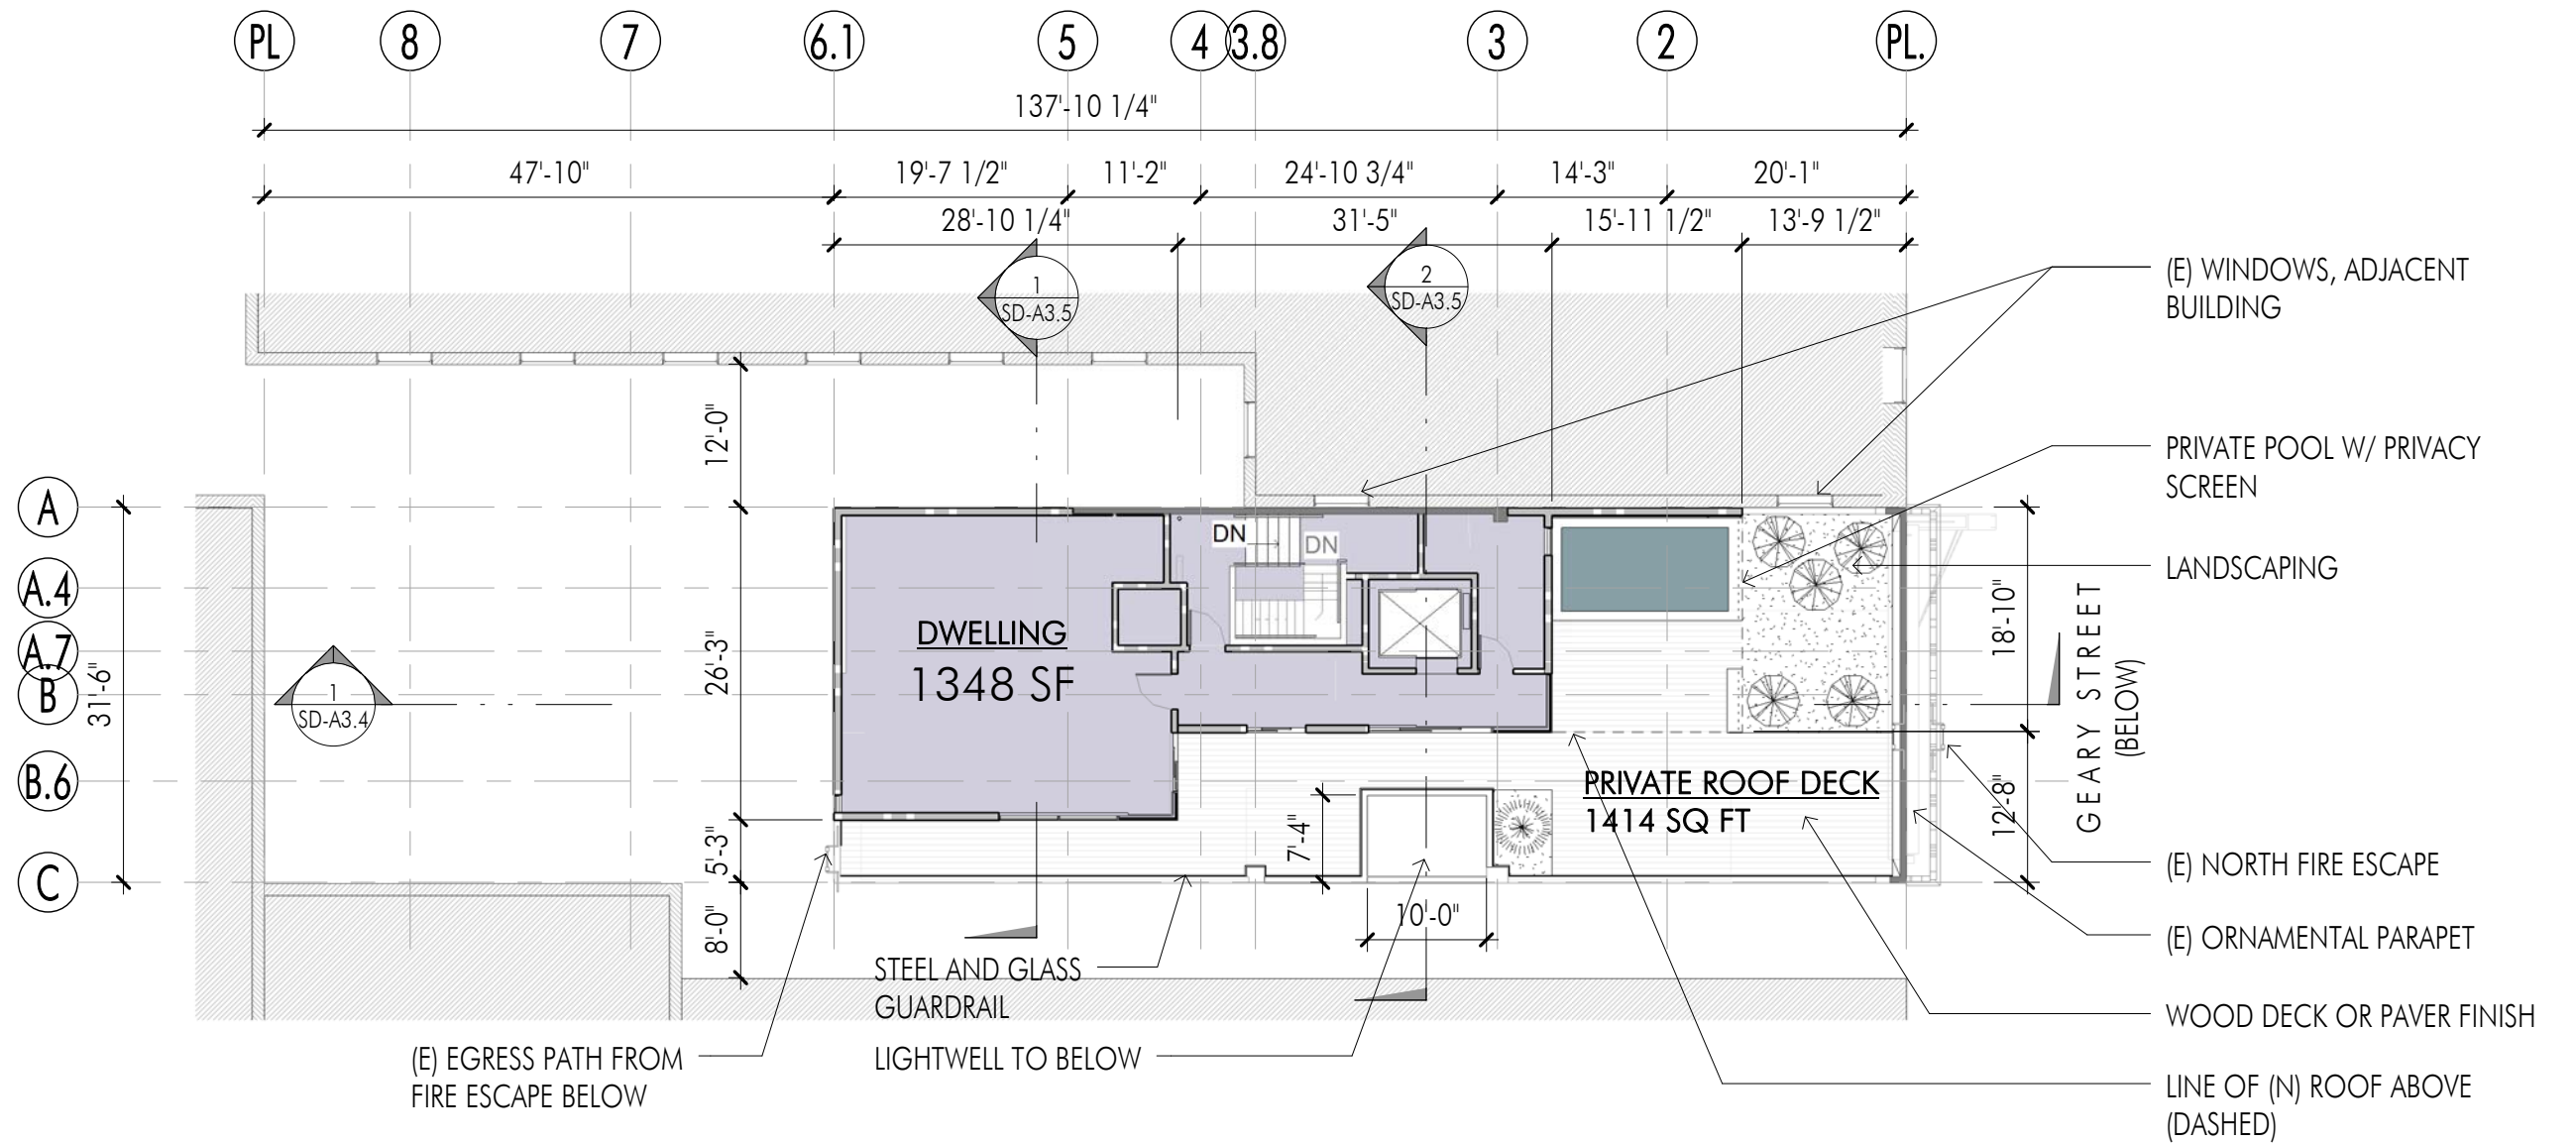 PL 8 7 6.1 5 4 3.8 3 2 PL.
137'-10 1/4"
47'-10" 19'-7 1/2" 11'-2" 24'-10 3/4" 14'-3" 20'-1"
28'-10 1/4" 31'-5" 15'-11 1/2" 13'-9 1/2"
1
SD-A3.5
2
SD-A3.5
(E) WINDOWS, ADJACENT
BUILDING
12'-0"
PRIVATE POOL W/ PRIVACY
SCREEN
A
DN
DN
LANDSCAPING
A.4
A.7
B
31'-6"
1
SD-A3.4
26'-3"
DWELLING
1348 SF
18'-10"
GEARY STREET
(BELOW)
B.6
PRIVATE ROOF DECK
1414 SQ FT
12'-8"
5'-3"
7'-4"
C
(E) NORTH FIRE ESCAPE
8'-0"
10'-0"
(E) ORNAMENTAL PARAPET
STEEL AND GLASS
GUARDRAIL
WOOD DECK OR PAVER FINISH
(E) EGRESS PATH FROM
FIRE ESCAPE BELOW
LIGHTWELL TO BELOW
LINE OF (N) ROOF ABOVE
(DASHED)